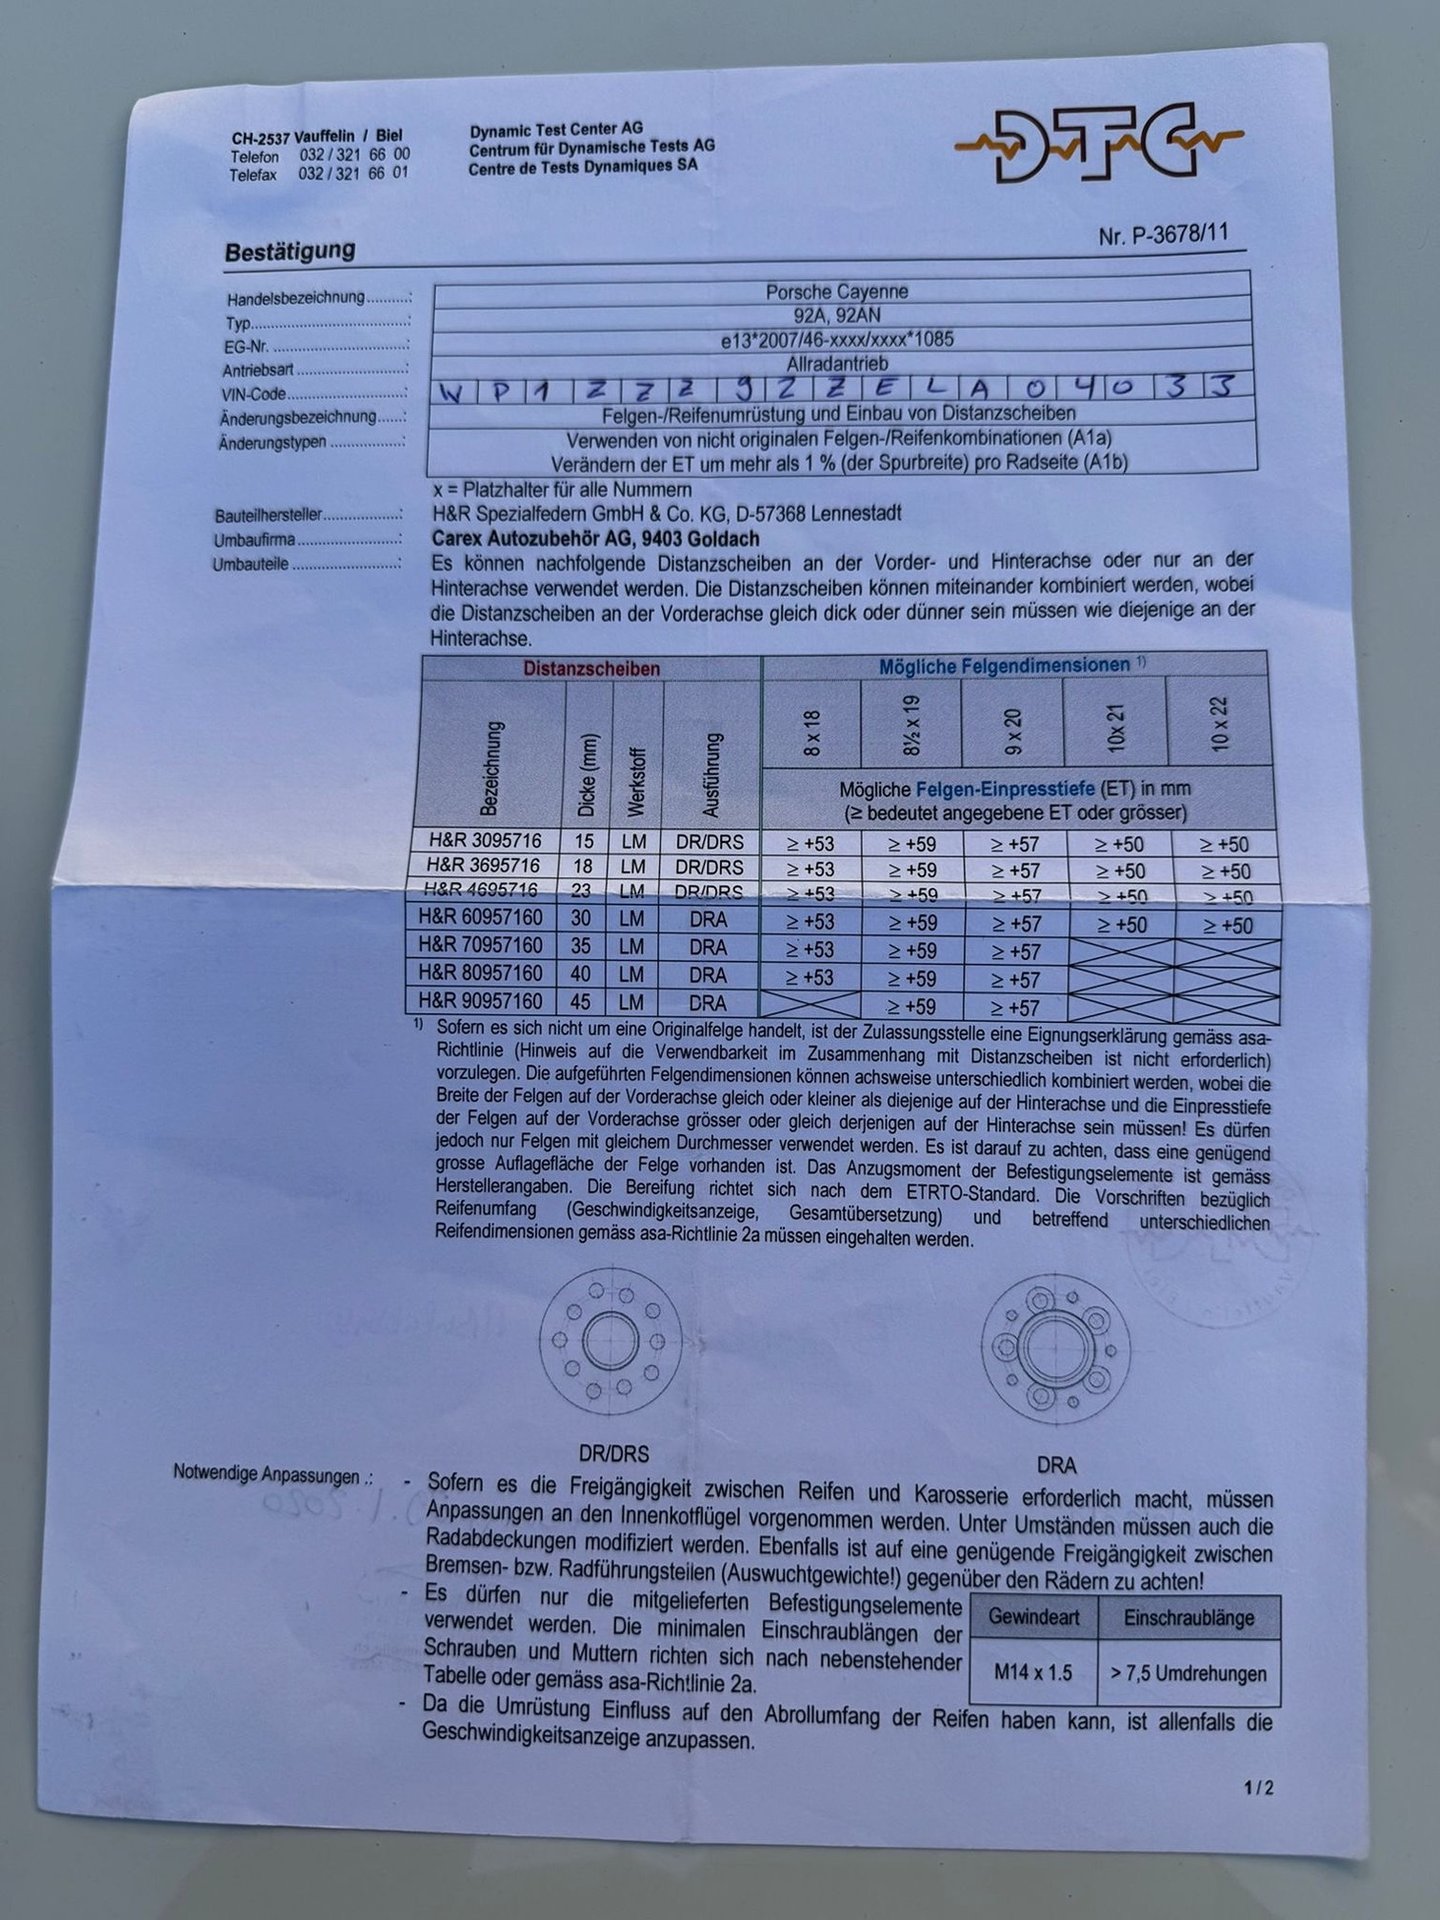 CH-2537 Vauffelin / Biel
Telefon 032 / 321 66 00
Telefax 032 / 321 66 01
Dynamic Test Center AG
Centrum für Dynamische Tests AG
Centre de Tests Dynamiques SA
DTC
Bestätigung
Nr. P-3678/11
Handelsbezeichnung..........: Porsche Cayenne
Typ......................................: 92A, 92AN
EG-Nr. .................................: e13*2007/46-xxxx/xxxx*1085
Antriebsart ...........................: Allradantrieb
VIN-Code.............................: W P 1 Z Z Z 9 2 Z E L A 0 4 0 3 3
Änderungsbezeichnung......: Felgen-/Reifenumrüstung und Einbau von Distanzscheiben
Änderungstypen .................: Verwenden von nicht originalen Felgen-/Reifenkombinationen (A1a)
Verändern der ET um mehr als 1 % (der Spurbreite) pro Radseite (A1b)
x = Platzhalter für alle Nummern
Bauteilhersteller..................: H&R Spezialfedern GmbH & Co. KG, D-57368 Lennestadt
Umbaufirma ........................: Carex Autozubehör AG, 9403 Goldach
Umbauteile .........................: Es können nachfolgende Distanzscheiben an der Vorder- und Hinterachse oder nur an der
Hinterachse verwendet werden. Die Distanzscheiben können miteinander kombiniert werden, wobei
die Distanzscheiben an der Vorderachse gleich dick oder dünner sein müssen wie diejenige an der
Hinterachse.
Distanzscheiben Mögliche Felgendimensionen 1)
Bezeichnung Dicke (mm) Werkstoff Ausführung 8 x 18 8½ x 19 9 x 20 10x 21 10 x 22
Mögliche Felgen-Einpresstiefe (ET) in mm
(≥ bedeutet angegebene ET oder grösser)
H&R 3095716 15 LM DR/DRS ≥ +53 ≥ +59 ≥ +57 ≥ +50 ≥ +50
H&R 3695716 18 LM DR/DRS ≥ +53 ≥ +59 ≥ +57 ≥ +50 ≥ +50
H&R 4695716 23 LM DR/DRS ≥ +53 ≥ +59 ≥ +57 ≥ +50 ≥ +50
H&R 60957160 30 LM DRA ≥ +53 ≥ +59 ≥ +57 ≥ +50 ≥ +50
H&R 70957160 35 LM DRA ≥ +53 ≥ +59 ≥ +57
H&R 80957160 40 LM DRA ≥ +53 ≥ +59 ≥ +57
H&R 90957160 45 LM DRA ≥ +59 ≥ +57
1) Sofern es sich nicht um eine Originalfelge handelt, ist der Zulassungsstelle eine Eignungserklärung gemäss asa-
Richtlinie (Hinweis auf die Verwendbarkeit im Zusammenhang mit Distanzscheiben ist nicht erforderlich)
vorzulegen. Die aufgeführten Felgendimensionen können achsweise unterschiedlich kombiniert werden, wobei die
Breite der Felgen auf der Vorderachse gleich oder kleiner als diejenige auf der Hinterachse und die Einpresstiefe
der Felgen auf der Vorderachse grösser oder gleich derjenigen auf der Hinterachse sein müssen! Es dürfen
jedoch nur Felgen mit gleichem Durchmesser verwendet werden. Es ist darauf zu achten, dass eine genügend
grosse Auflagefläche der Felge vorhanden ist. Das Anzugsmoment der Befestigungselemente ist gemäss
Herstellerangaben. Die Bereifung richtet sich nach dem ETRTO-Standard. Die Vorschriften bezüglich
Reifenumfang (Geschwindigkeitsanzeige, Gesamtübersetzung) und betreffend unterschiedlichen
Reifendimensionen gemäss asa-Richtlinie 2a müssen eingehalten werden.
DR/DRS
DRA
Notwendige Anpassungen .: - Sofern es die Freigängigkeit zwischen Reifen und Karosserie erforderlich macht, müssen
Anpassungen an den Innenkotflügel vorgenommen werden. Unter Umständen müssen auch die
Radabdeckungen modifiziert werden. Ebenfalls ist auf eine genügende Freigängigkeit zwischen
Bremsen- bzw. Radführungsteilen (Auswuchtgewichte!) gegenüber den Rädern zu achten!
- Es dürfen nur die mitgelieferten Befestigungselemente
verwendet werden. Die minimalen Einschraublängen der
Schrauben und Muttern richten sich nach nebenstehender
Tabelle oder gemäss asa-Richtlinie 2a.
Gewindeart Einschraublänge
M14 x 1.5 > 7,5 Umdrehungen
- Da die Umrüstung Einfluss auf den Abrollumfang der Reifen haben kann, ist allenfalls die
Geschwindigkeitsanzeige anzupassen.
1 / 2